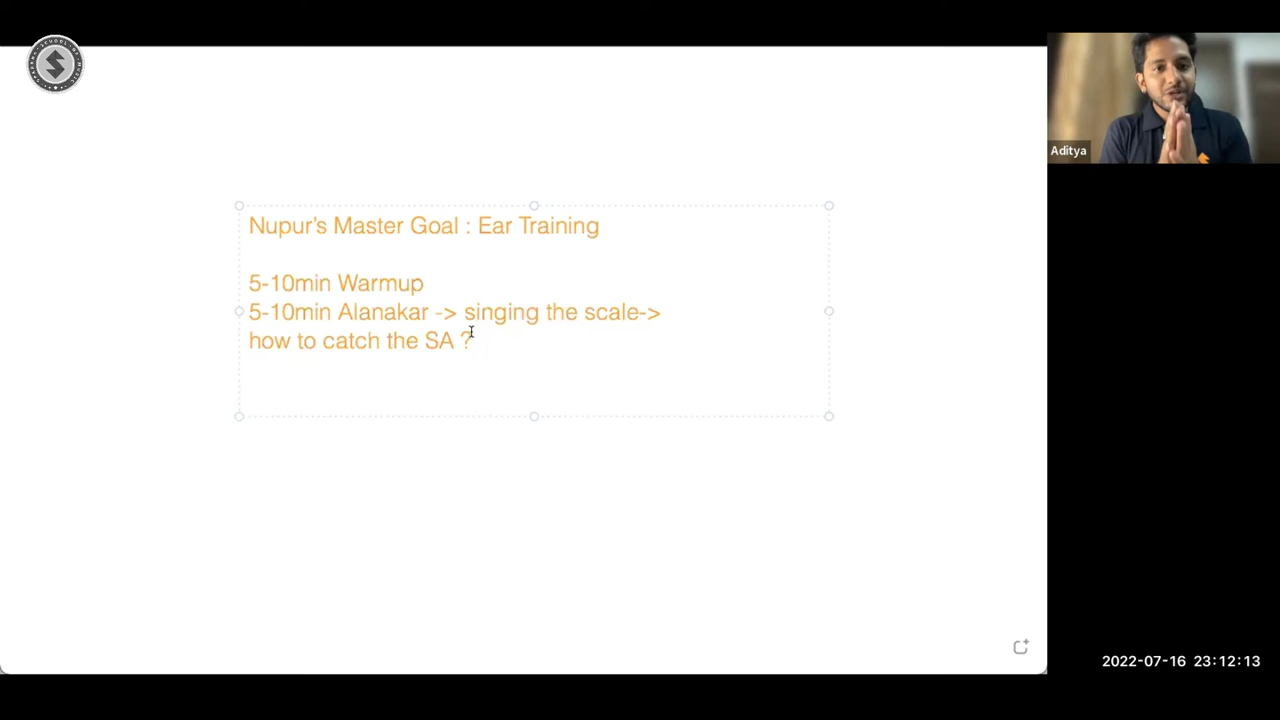 Nupur's Master Goal : Ear Training
5-10min Warmup
5-10min Alanakar -> singing the scale->
how to catch the SA ?
Aditya
2022-07-16 23:12:13